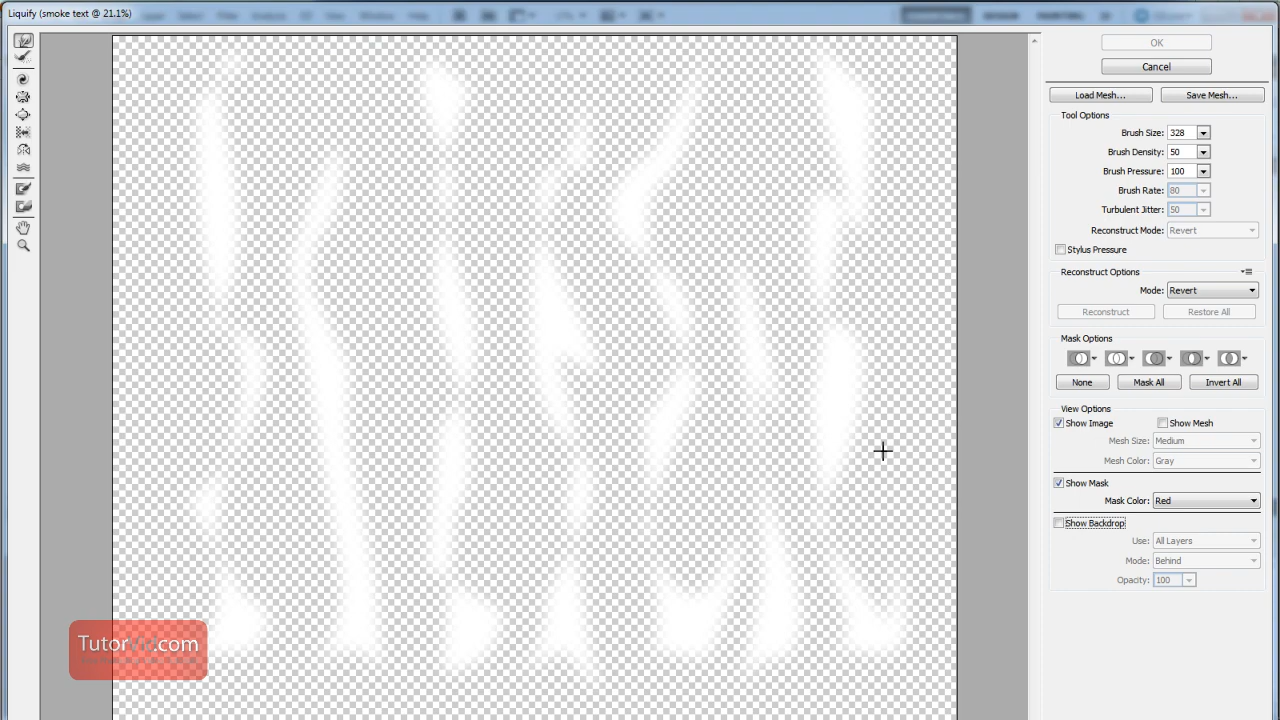 Liquify (smoke text @ 21.1%)
OK
Cancel
Load Mesh...
Save Mesh...
Tool Options
Brush Size: 328
Brush Density: 50
Brush Pressure: 100
Brush Rate: 80
Turbulent Jitter: 50
Reconstruct Mode: Revert
Stylus Pressure
Reconstruct Options
Mode: Revert
Reconstruct
Restore All
Mask Options
None
Mask All
Invert All
View Options
Show Image
Show Mesh
Mesh Size: Medium
Mesh Color: Gray
Show Mask
Mask Color: Red
Show Backdrop
Use: All Layers
Mode: Behind
Opacity: 100
TutorVid.com